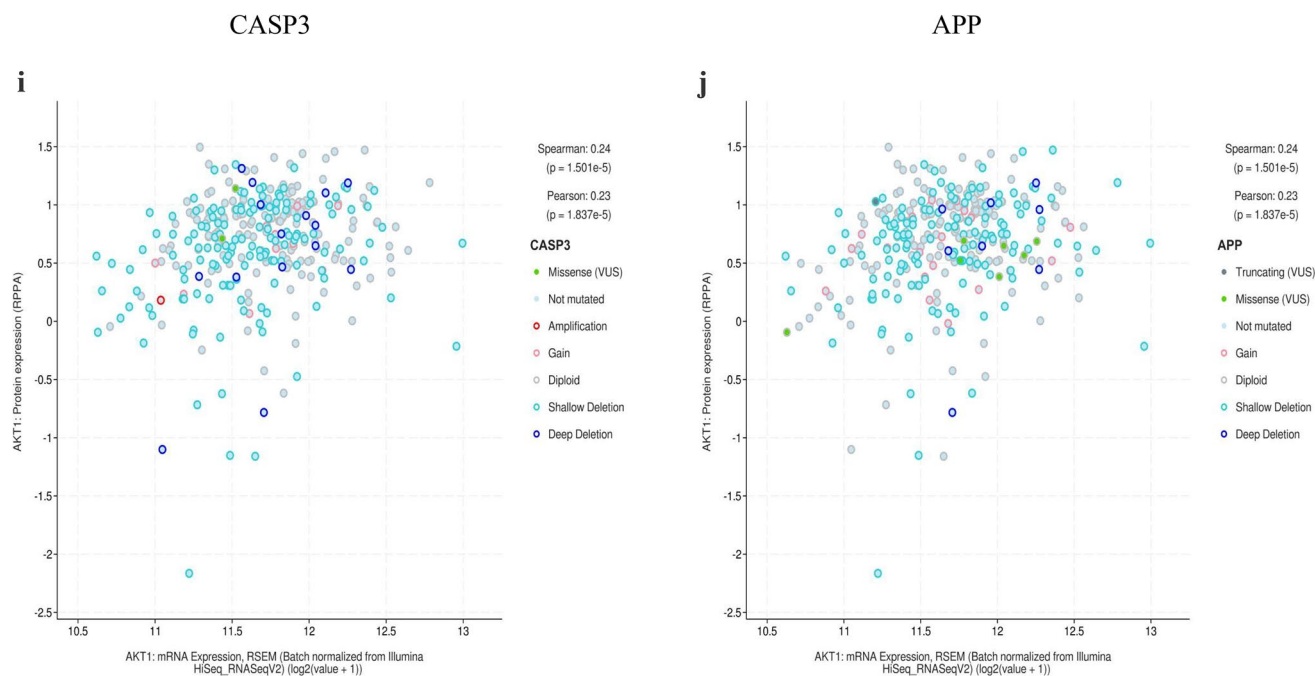 CASP3
APP
i
1.5
1
0.5
0
-0.5
-1
-1.5
-2
-2.5
AKT1: Protein expression (RPPA)
10.5
11
11.5
12
12.5
13
AKT1: mRNA Expression, RSEM (Batch normalized from Illumina
HiSeq_RNASeqV2) (log2(value + 1))
Spearman: 0.24
(p = 1.501e-5)
Pearson: 0.23
(p = 1.837e-5)
CASP3
Missense (VUS)
Not mutated
Amplification
Gain
Diploid
Shallow Deletion
Deep Deletion
j
1.5
1
0.5
0
-0.5
-1
-1.5
-2
-2.5
AKT1: Protein expression (RPPA)
10.5
11
11.5
12
12.5
13
AKT1: mRNA Expression, RSEM (Batch normalized from Illumina
HiSeq_RNASeqV2) (log2(value + 1))
Spearman: 0.24
(p = 1.501e-5)
Pearson: 0.23
(p = 1.837e-5)
APP
Truncating (VUS)
Missense (VUS)
Not mutated
Gain
Diploid
Shallow Deletion
Deep Deletion